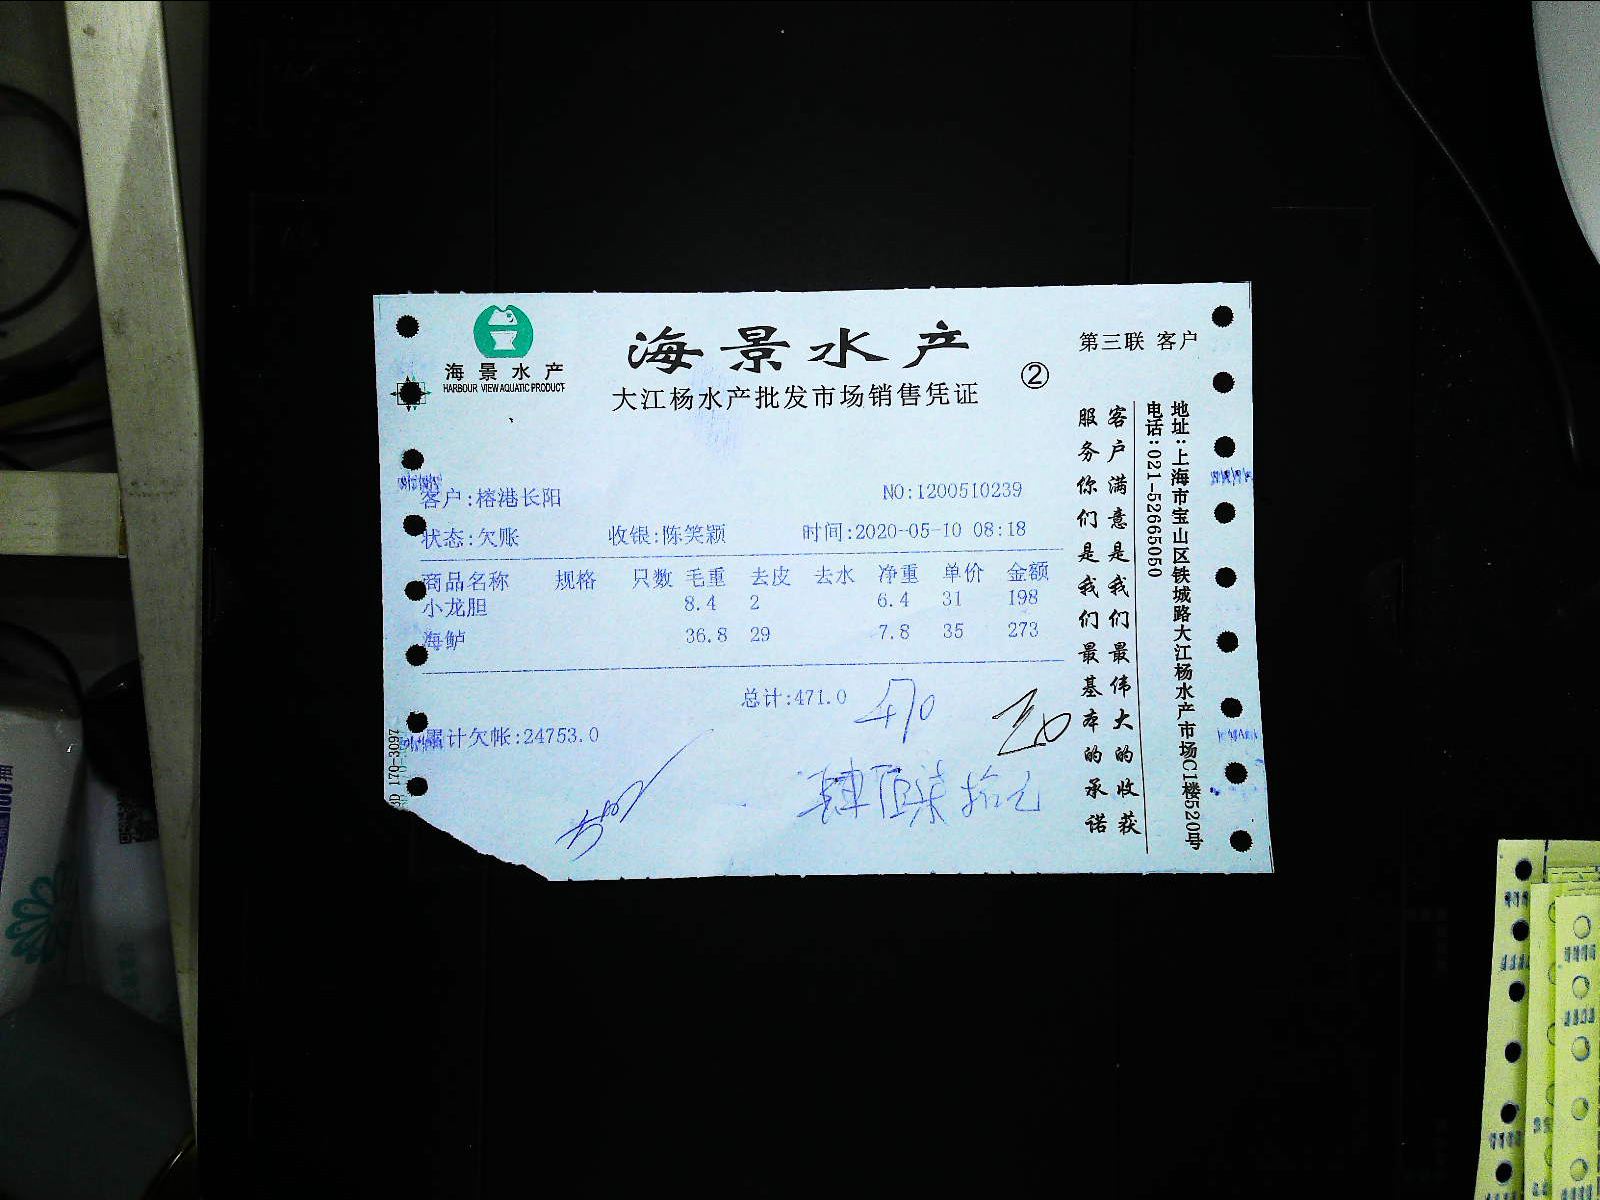 海景水产
HARBOUR VIEW AQUATIC PRODUCT
海景水产
大江杨水产批发市场销售凭证
②
第三联 客户
客户:榕港长阳
NO:1200510239
状态:欠账 收银:陈笑颖 时间:2020-05-10 08:18
商品名称 规格 只数 毛重 去皮 去水 净重 单价 金额
小龙胆 8.4 2 6.4 31 198
海鲈 36.8 29 7.8 35 273
总计:471.0
470
累计欠帐:24753.0
肆佰柒拾元
客户满意是我们最伟大的收获
服务你们是我们最基本的承诺
地址:上海市宝山区铁城路大江杨水产市场C1楼520号
电话:021-52665050
170-3097